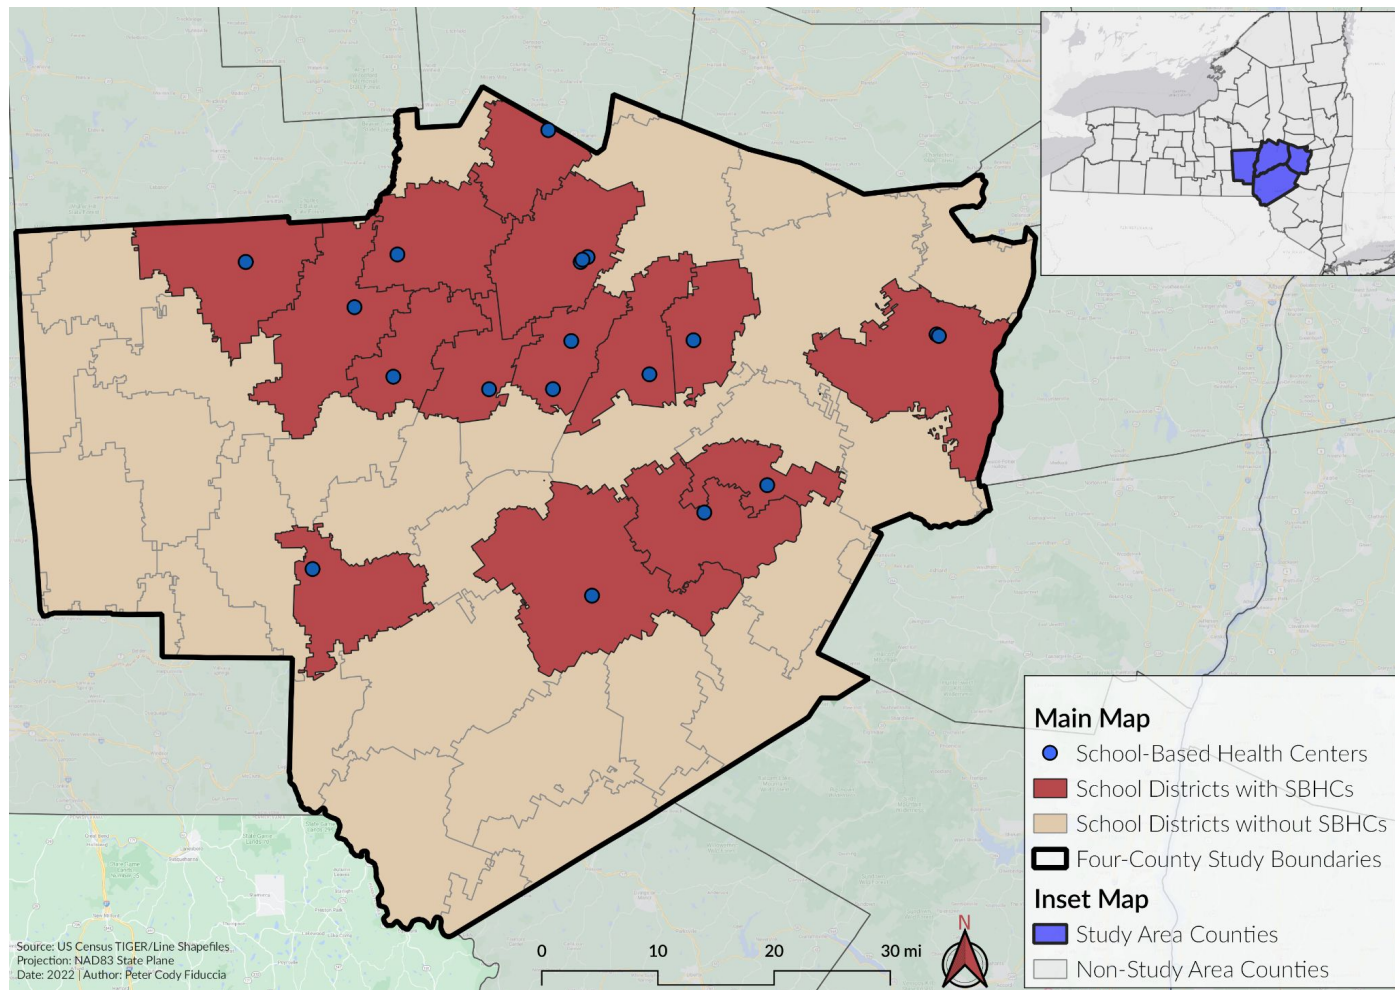 Main Map
School-Based Health Centers
School Districts with SBHCs
School Districts without SBHCs
Four-County Study Boundaries
Inset Map
Study Area Counties
Non-Study Area Counties
Source: US Census TIGER/Line Shapefiles
Projection: NAD83 State Plane
Date: 2022 | Author: Peter Cody Fiduccia
0 10 20 30 mi
N